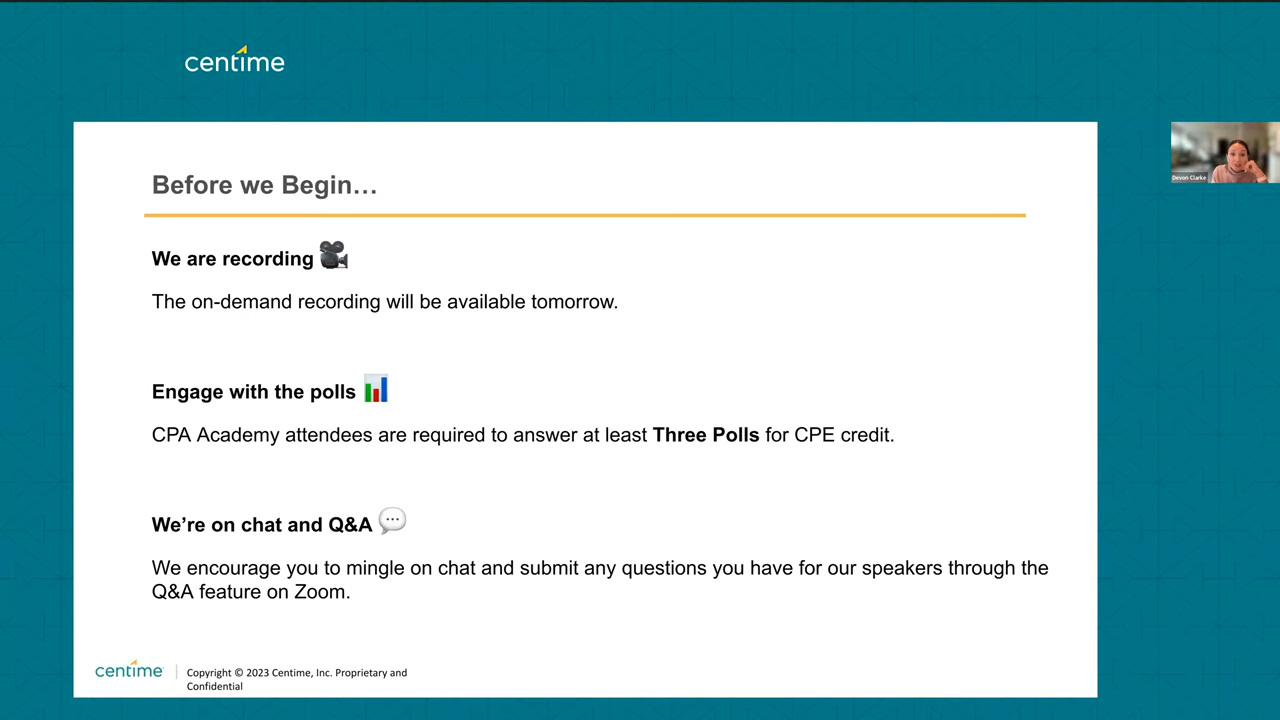 centime
Before we Begin…
We are recording
The on-demand recording will be available tomorrow.
Engage with the polls
CPA Academy attendees are required to answer at least Three Polls for CPE credit.
We’re on chat and Q&A
We encourage you to mingle on chat and submit any questions you have for our speakers through the
Q&A feature on Zoom.
centime
Copyright © 2023 Centime, Inc. Proprietary and
Confidential
Devon Clarke